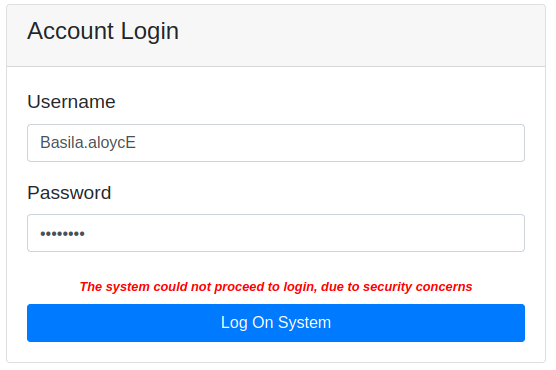 Account Login
Username
Basila.aloycE
Password
••••••••
The system could not proceed to login, due to security concerns
Log On System